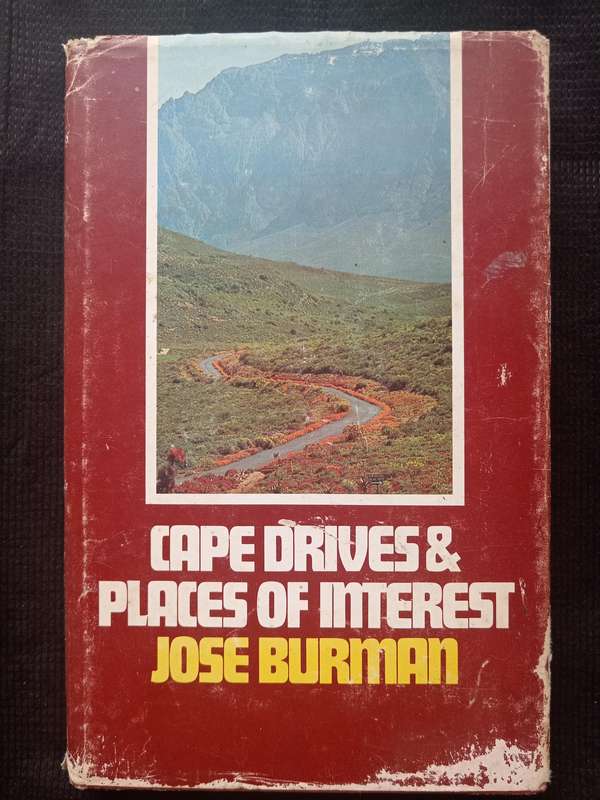 CAPE DRIVES &
PLACES OF INTEREST
JOSE BURMAN